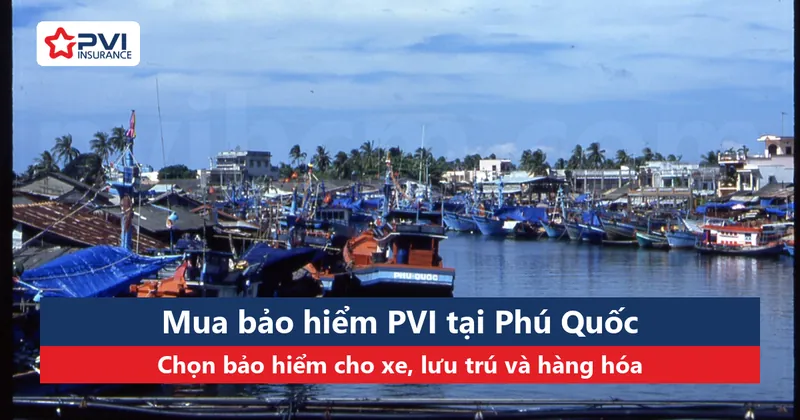 PVI
INSURANCE
PHU QUOC
Mua bảo hiểm PVI tại Phú Quốc
Chọn bảo hiểm cho xe, lưu trú và hàng hóa